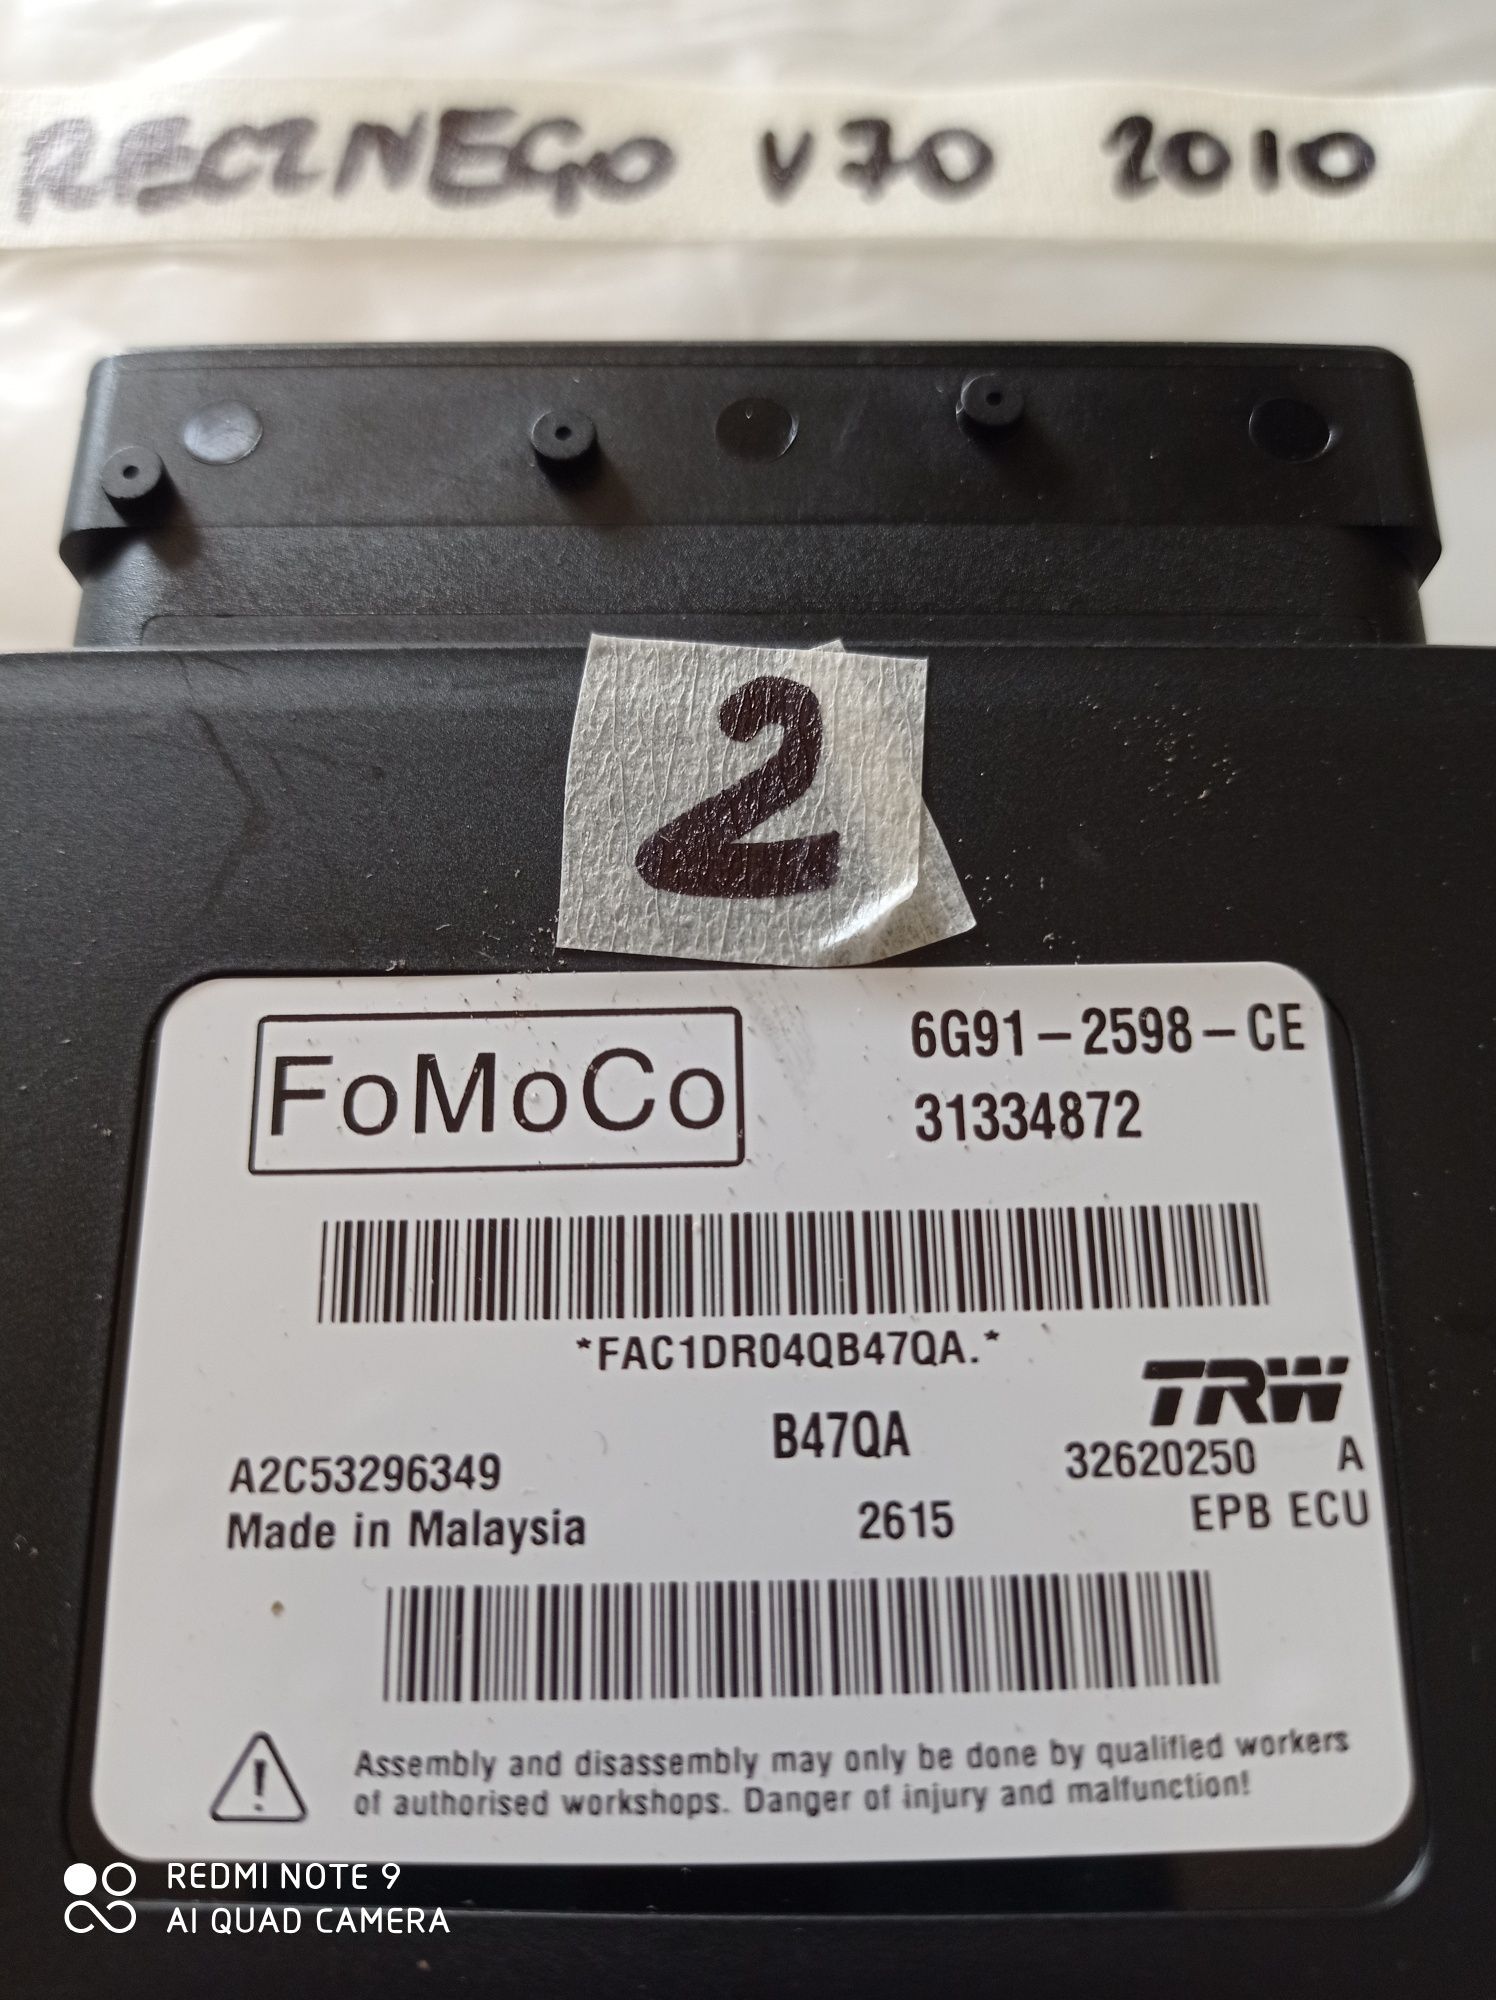 RĘCZNEGO V70 2010
2
FoMoCo
6G91-2598-CE
31334872
*FAC1DR04QB47QA.*
TRW
B47QA
32620250 A
A2C53296349
EPB ECU
Made in Malaysia
2615
Assembly and disassembly may only be done by qualified workers
of authorised workshops. Danger of injury and malfunction!
REDMI NOTE 9
AI QUAD CAMERA